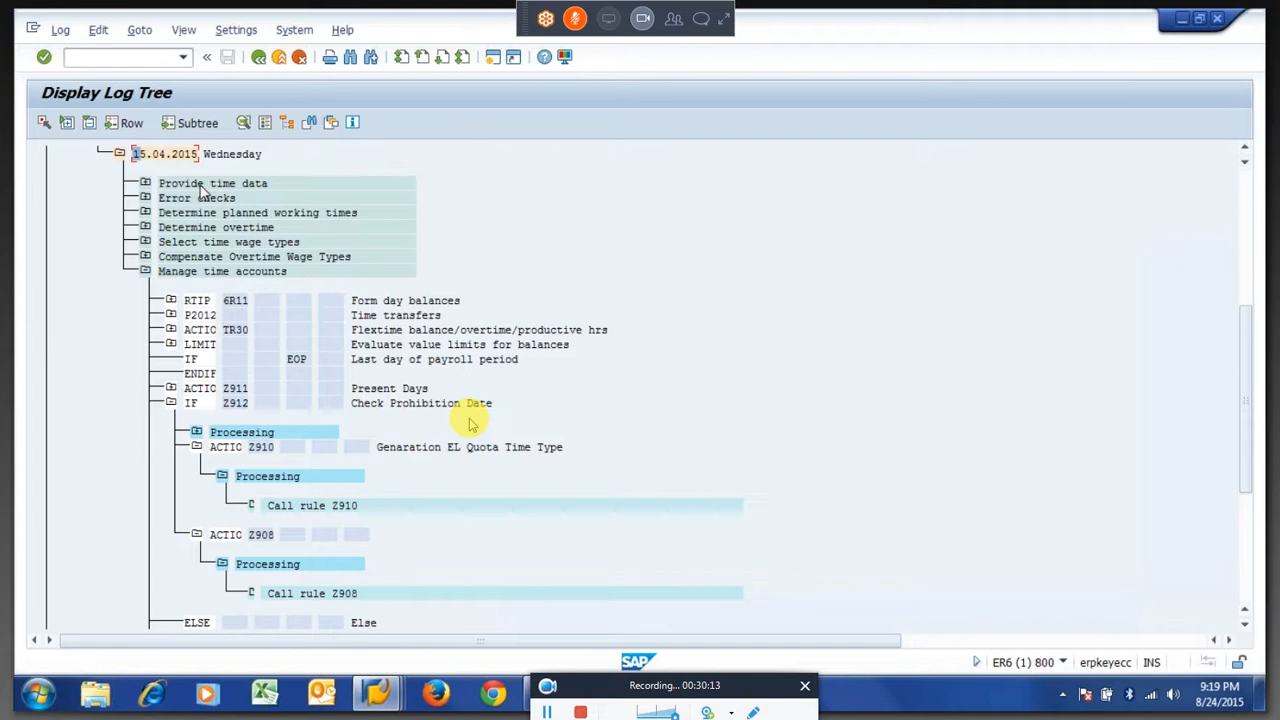 Log Edit Goto View Settings System Help
Display Log Tree
Row Subtree
15.04.2015 Wednesday
Provide time data
Error checks
Determine planned working times
Determine overtime
Select time wage types
Compensate Overtime Wage Types
Manage time accounts
RTIP 6R11 Form day balances
P2012 Time transfers
ACTIO TR30 Flextime balance/overtime/productive hrs
LIMIT Evaluate value limits for balances
IF EOP Last day of payroll period
ENDIF
ACTIO Z911 Present Days
IF Z912 Check Prohibition Date
Processing
ACTIO Z910 Genaration EL Quota Time Type
Processing
Call rule Z910
ACTIO Z908
Processing
Call rule Z908
ELSE Else
SAP ER6 (1) 800 erpkeyecc INS
Recording... 00:30:13
9:19 PM
8/24/2015